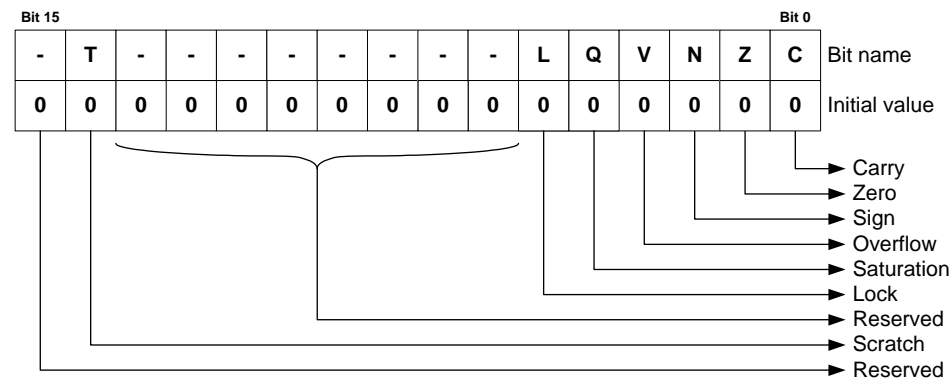 Bit 15 Bit 0
- T - - - - - - - - L Q V N Z C Bit name
0 0 0 0 0 0 0 0 0 0 0 0 0 0 0 0 Initial value
Carry
Zero
Sign
Overflow
Saturation
Lock
Reserved
Scratch
Reserved